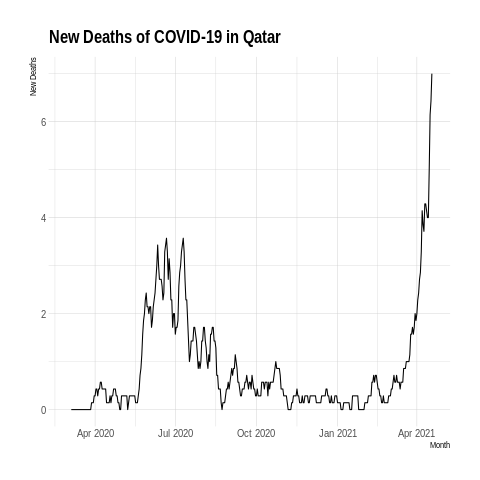 New Deaths of COVID-19 in Qatar
New Deaths
6
4
2
0
Apr 2020 Jul 2020 Oct 2020 Jan 2021 Apr 2021
Month